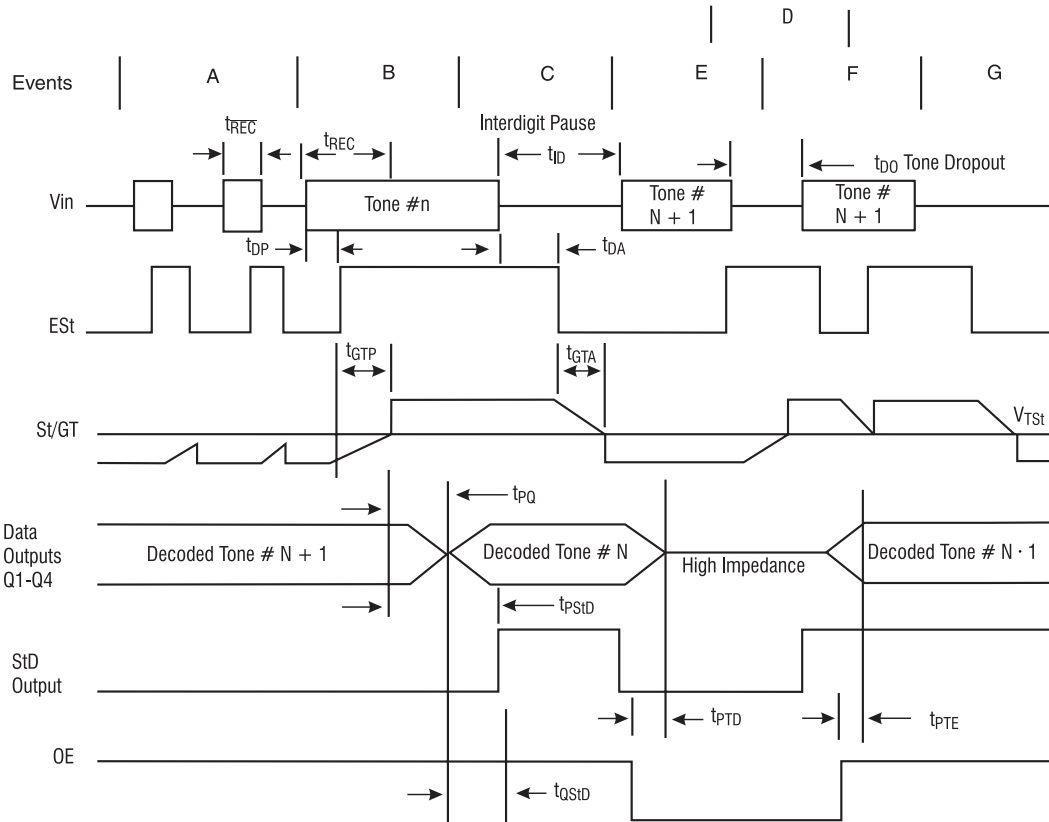 D
Events A B C E F G
Interdigit Pause
tREC tREC tID tDO Tone Dropout
Vin Tone #n Tone # N + 1 Tone # N + 1
tDP tDA
ESt
tGTP tGTA
St/GT VTSt
tPQ
Data Outputs Q1-Q4
Decoded Tone # N + 1 Decoded Tone # N High Impedance Decoded Tone # N · 1
tPStD
StD Output
tPTD tPTE
OE
tQStD